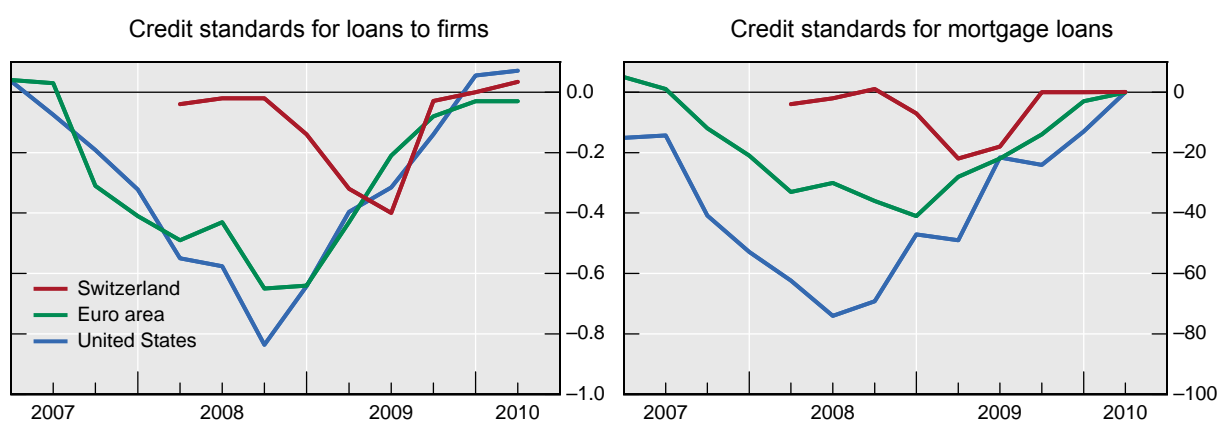 Credit standards for loans to firms
0.0
–0.2
–0.4
–0.6
–0.8
–1.0
Switzerland
Euro area
United States
2007 2008 2009 2010
Credit standards for mortgage loans
0
–20
–40
–60
–80
–100
2007 2008 2009 2010